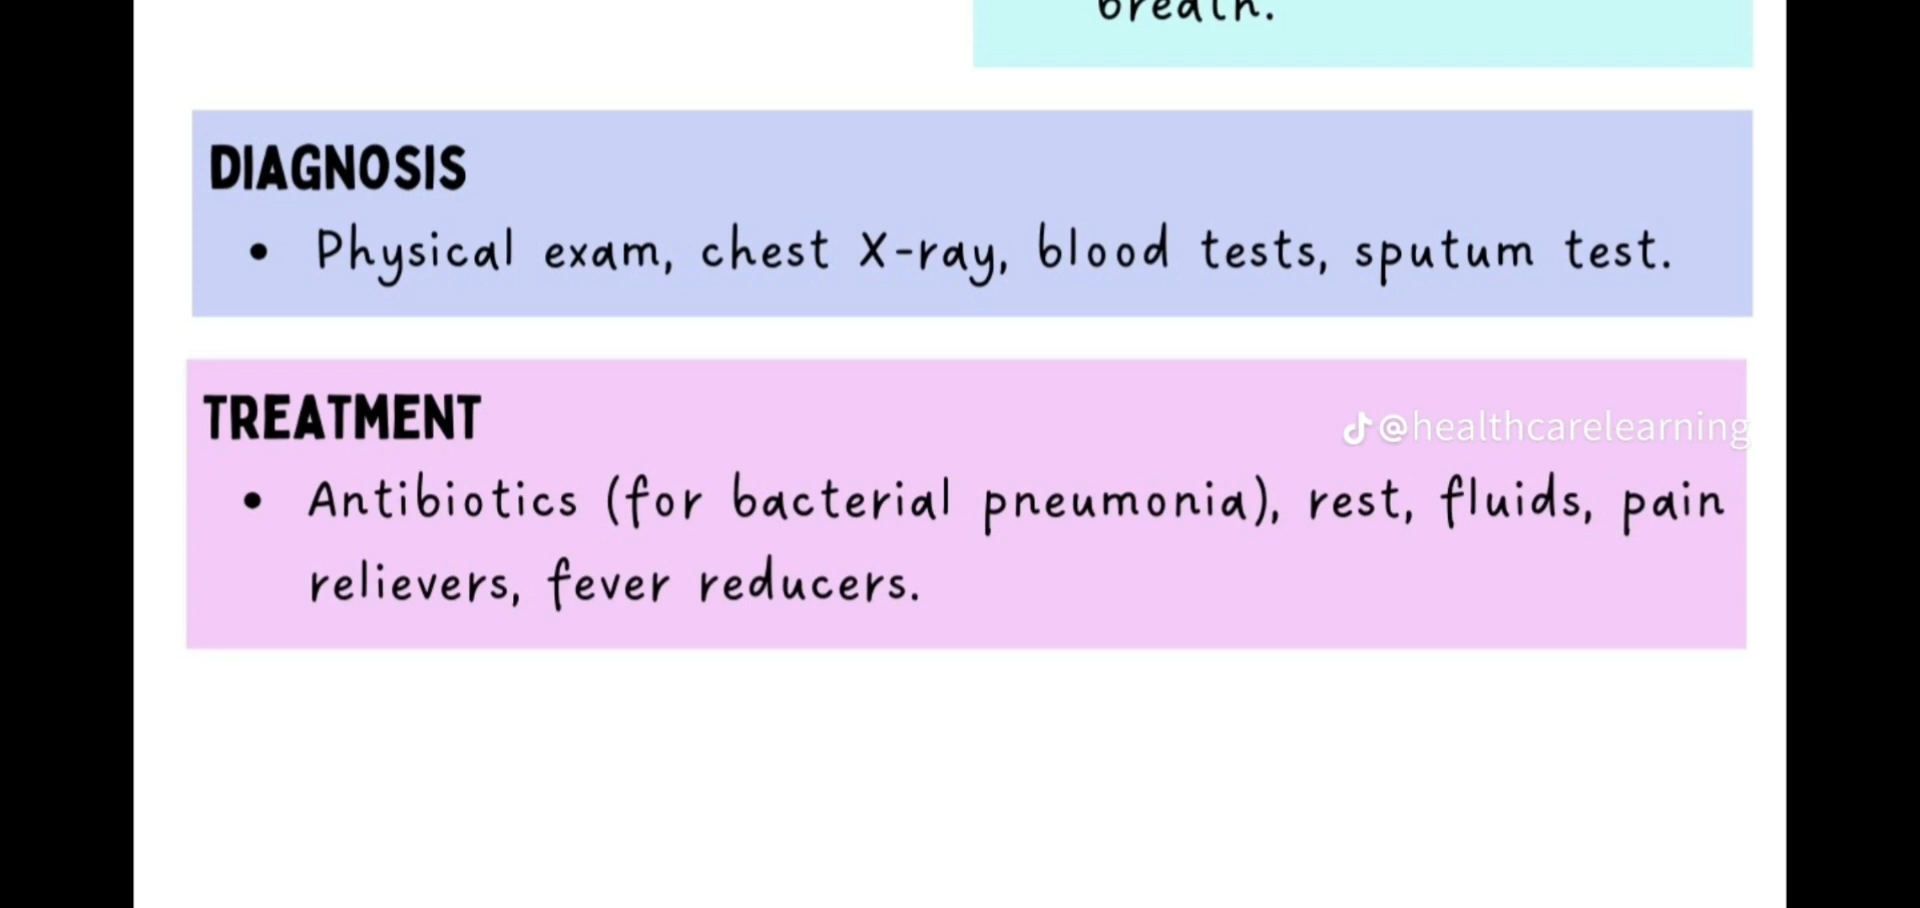 breath.
DIAGNOSIS
• Physical exam, chest X-ray, blood tests, sputum test.
TREATMENT
@healthcarelearning
• Antibiotics (for bacterial pneumonia), rest, fluids, pain
relievers, fever reducers.